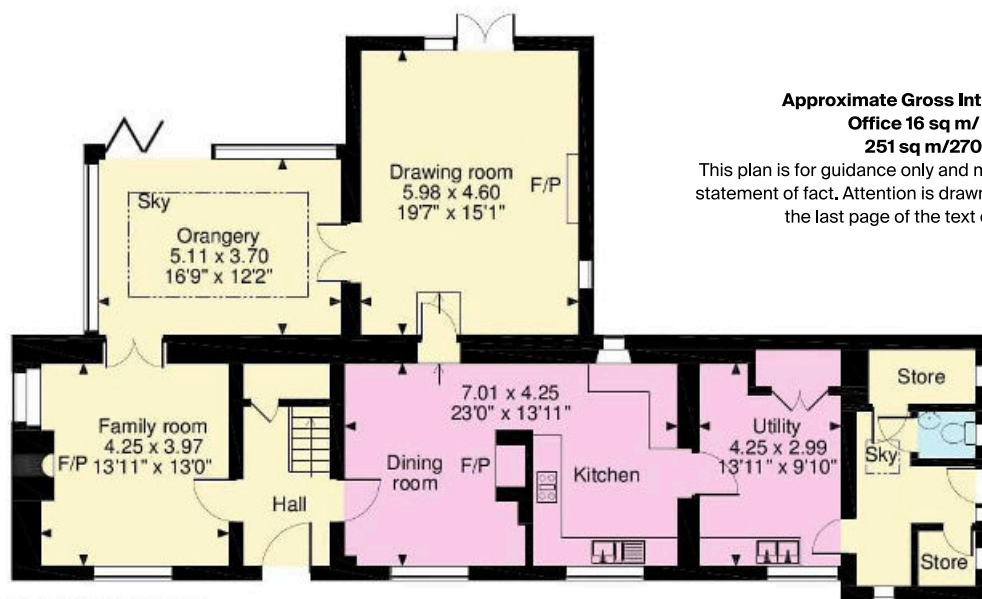 Approximate Gross Int
Office 16 sq m/
251 sq m/270
This plan is for guidance only and n
statement of fact. Attention is drawn
the last page of the text o
Drawing room
5.98 x 4.60
19'7" x 15'1"
F/P
Sky
Orangery
5.11 x 3.70
16'9" x 12'2"
Family room
4.25 x 3.97
13'11" x 13'0"
F/P
Hall
7.01 x 4.25
23'0" x 13'11"
Dining
room
F/P
Kitchen
Utility
4.25 x 2.99
13'11" x 9'10"
Store
Sky
Store